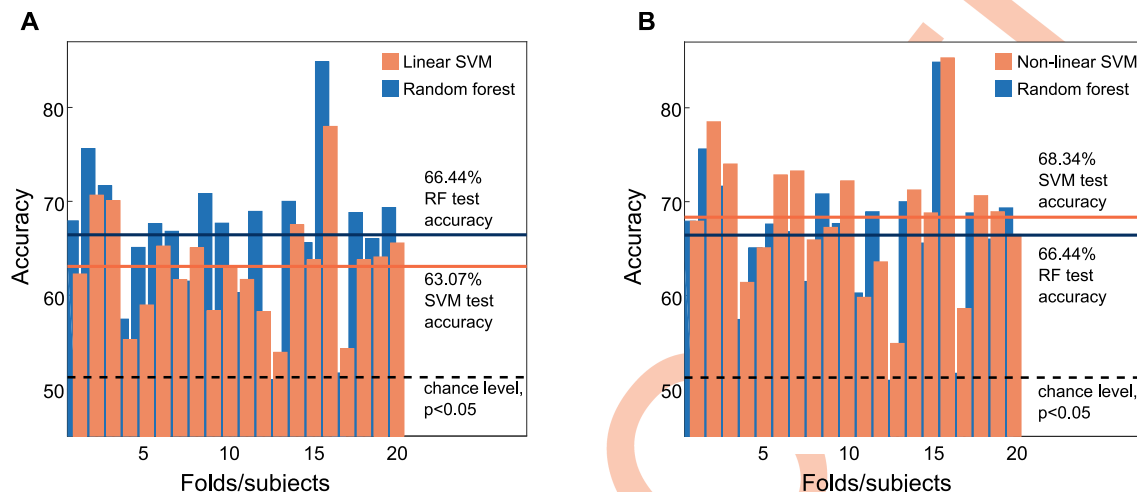 A
Linear SVM
Random forest
80
70
60
50
Accuracy
66.44%
RF test
accuracy
63.07%
SVM test
accuracy
chance level,
p<0.05
5
10
15
20
Folds/subjects
B
Non-linear SVM
Random forest
80
70
60
50
Accuracy
68.34%
SVM test
accuracy
66.44%
RF test
accuracy
chance level,
p<0.05
5
10
15
20
Folds/subjects